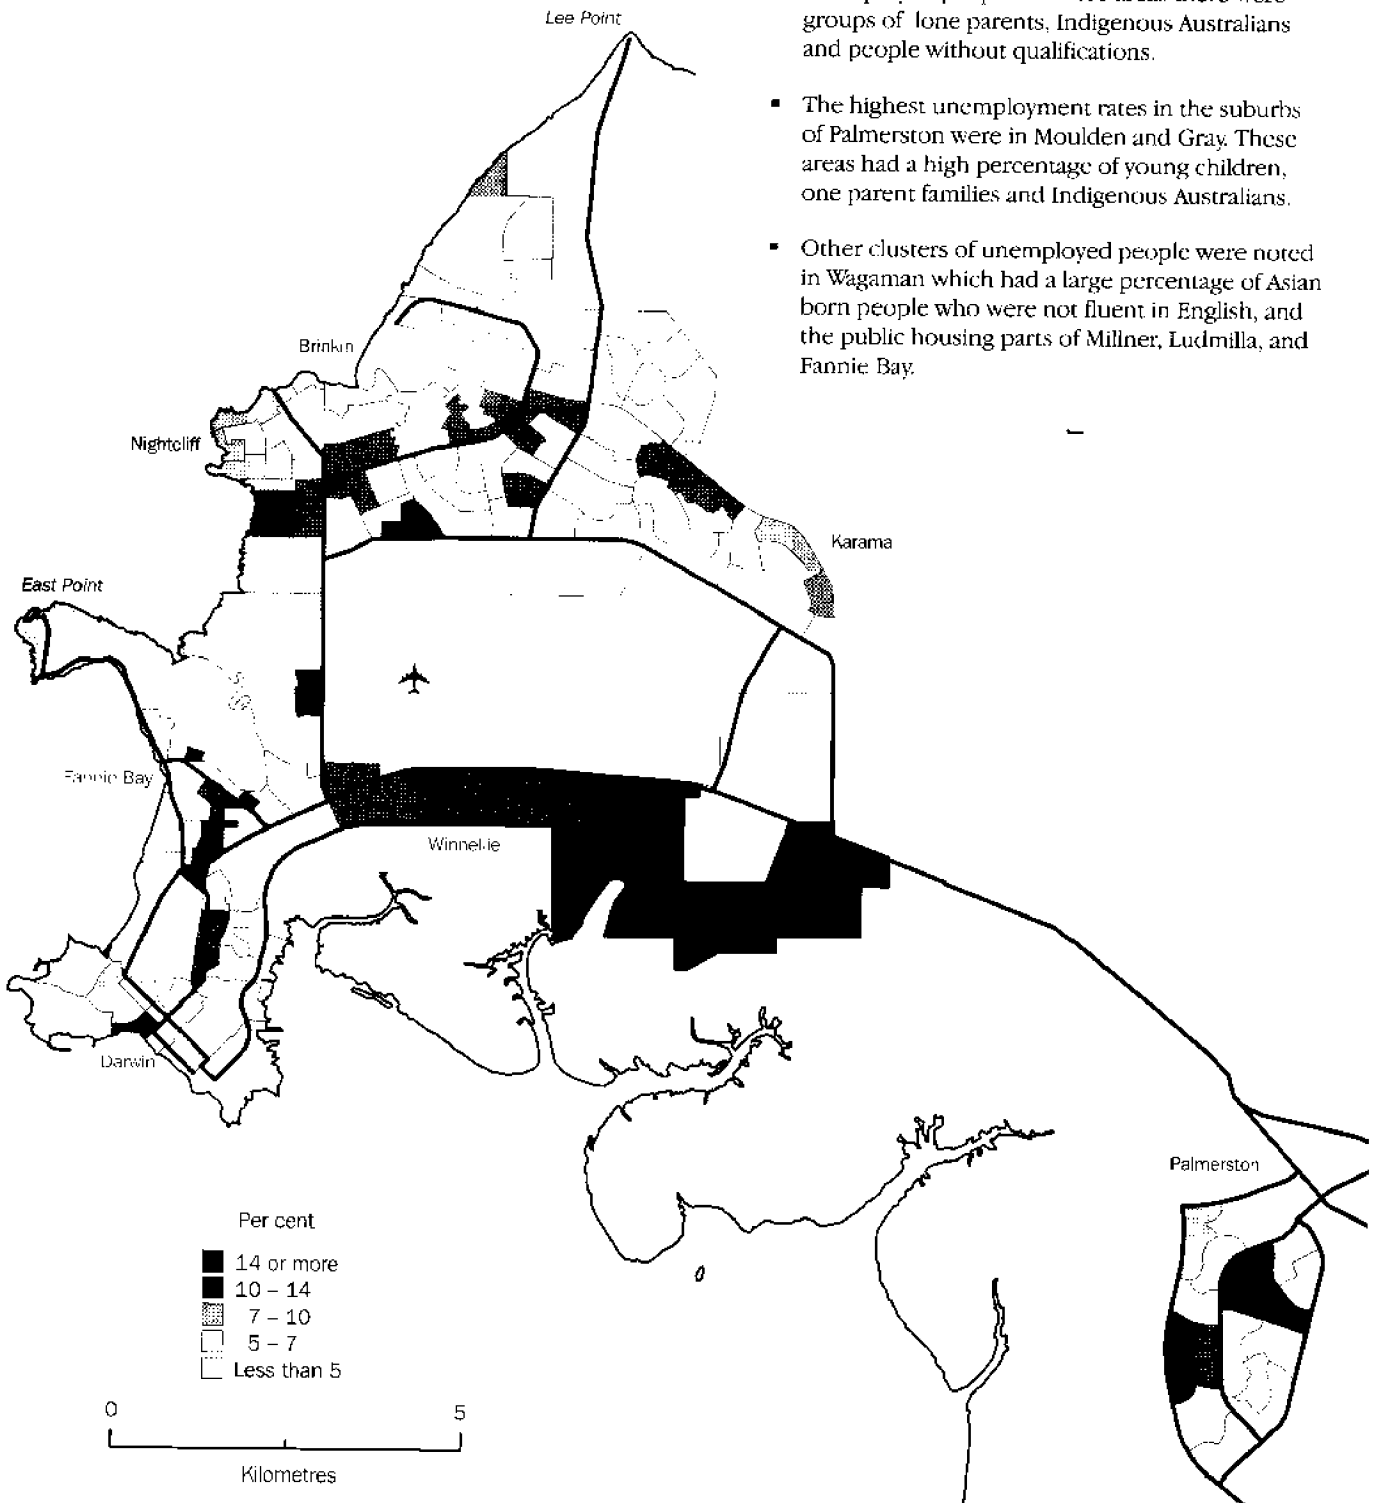 groups of lone parents, Indigenous Australians
and people without qualifications.
▪ The highest unemployment rates in the suburbs
of Palmerston were in Moulden and Gray. These
areas had a high percentage of young children,
one parent families and Indigenous Australians.
▪ Other clusters of unemployed people were noted
in Wagaman which had a large percentage of Asian
born people who were not fluent in English, and
the public housing parts of Millner, Ludmilla, and
Fannie Bay.
Lee Point
Brinkin
Nightcliff
Karama
East Point
Fannie Bay
Winnellie
Darwin
Palmerston
Per cent
14 or more
10 – 14
7 – 10
5 – 7
Less than 5
0 5
Kilometres